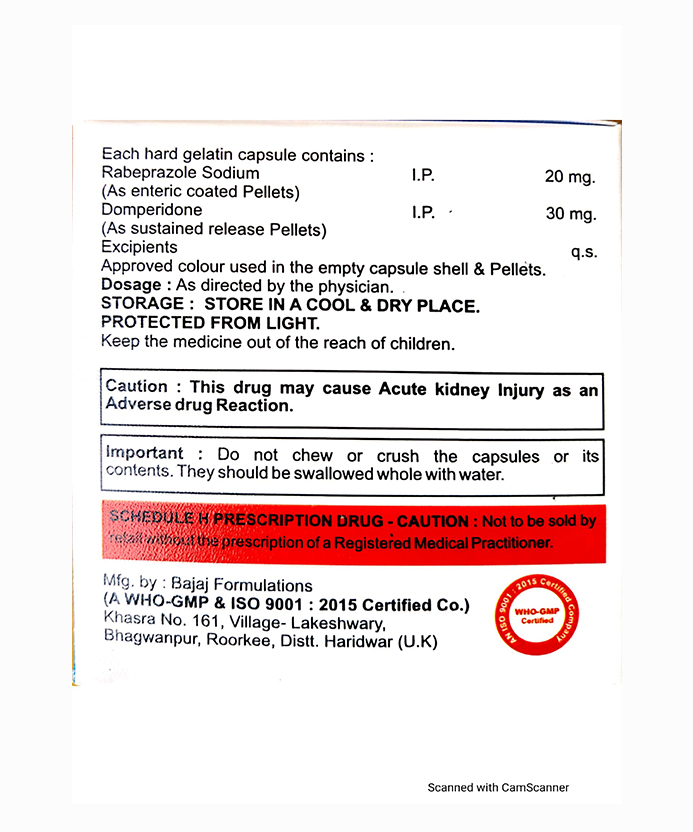 Each hard gelatin capsule contains :
Rabeprazole Sodium I.P. 20 mg.
(As enteric coated Pellets)
Domperidone I.P. 30 mg.
(As sustained release Pellets)
Excipients q.s.
Approved colour used in the empty capsule shell & Pellets.
Dosage : As directed by the physician.
STORAGE : STORE IN A COOL & DRY PLACE.
PROTECTED FROM LIGHT.
Keep the medicine out of the reach of children.
Caution : This drug may cause Acute kidney Injury as an
Adverse drug Reaction.
Important : Do not chew or crush the capsules or its
contents. They should be swallowed whole with water.
SCHEDULE H PRESCRIPTION DRUG - CAUTION : Not to be sold by
retail without the prescription of a Registered Medical Practitioner.
Mfg. by : Bajaj Formulations
(A WHO-GMP & ISO 9001 : 2015 Certified Co.)
Khasra No. 161, Village- Lakeshwary,
Bhagwanpur, Roorkee, Distt. Haridwar (U.K)
AN ISO 9001 : 2015 Certified Company
WHO-GMP
Certified
Scanned with CamScanner